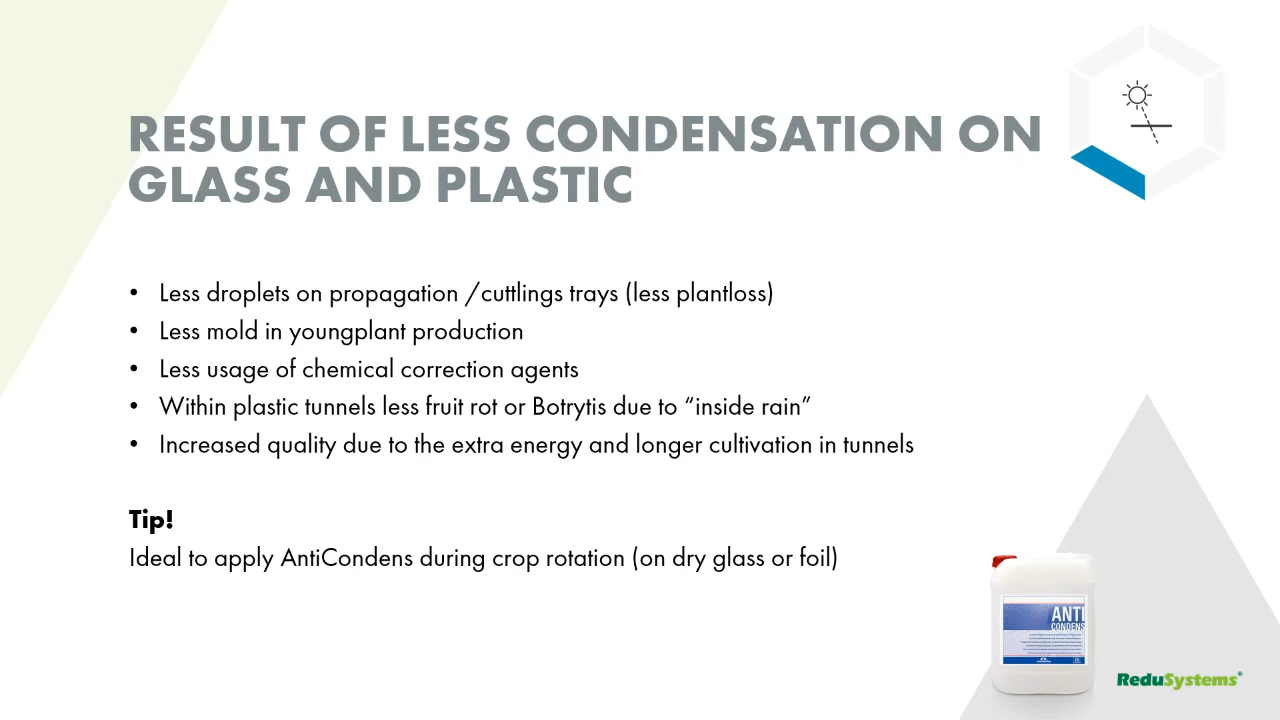 RESULT OF LESS CONDENSATION ON
GLASS AND PLASTIC
• Less droplets on propagation /cuttlings trays (less plantloss)
• Less mold in youngplant production
• Less usage of chemical correction agents
• Within plastic tunnels less fruit rot or Botrytis due to “inside rain”
• Increased quality due to the extra energy and longer cultivation in tunnels
Tip!
Ideal to apply AntiCondens during crop rotation (on dry glass or foil)
ANTI
CONDENS
ReduSystems®